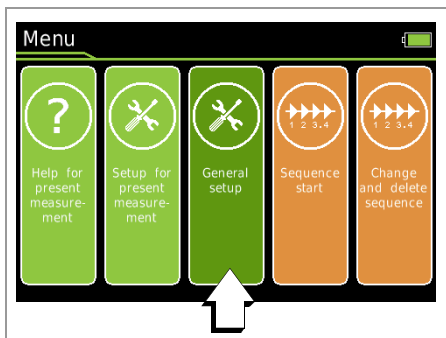 Menu
?
Help for
present
measure-
ment
Setup for
present
measure-
ment
General
setup
1 2 3.4
Sequence
start
1 2 3.4
Change
and delete
sequence